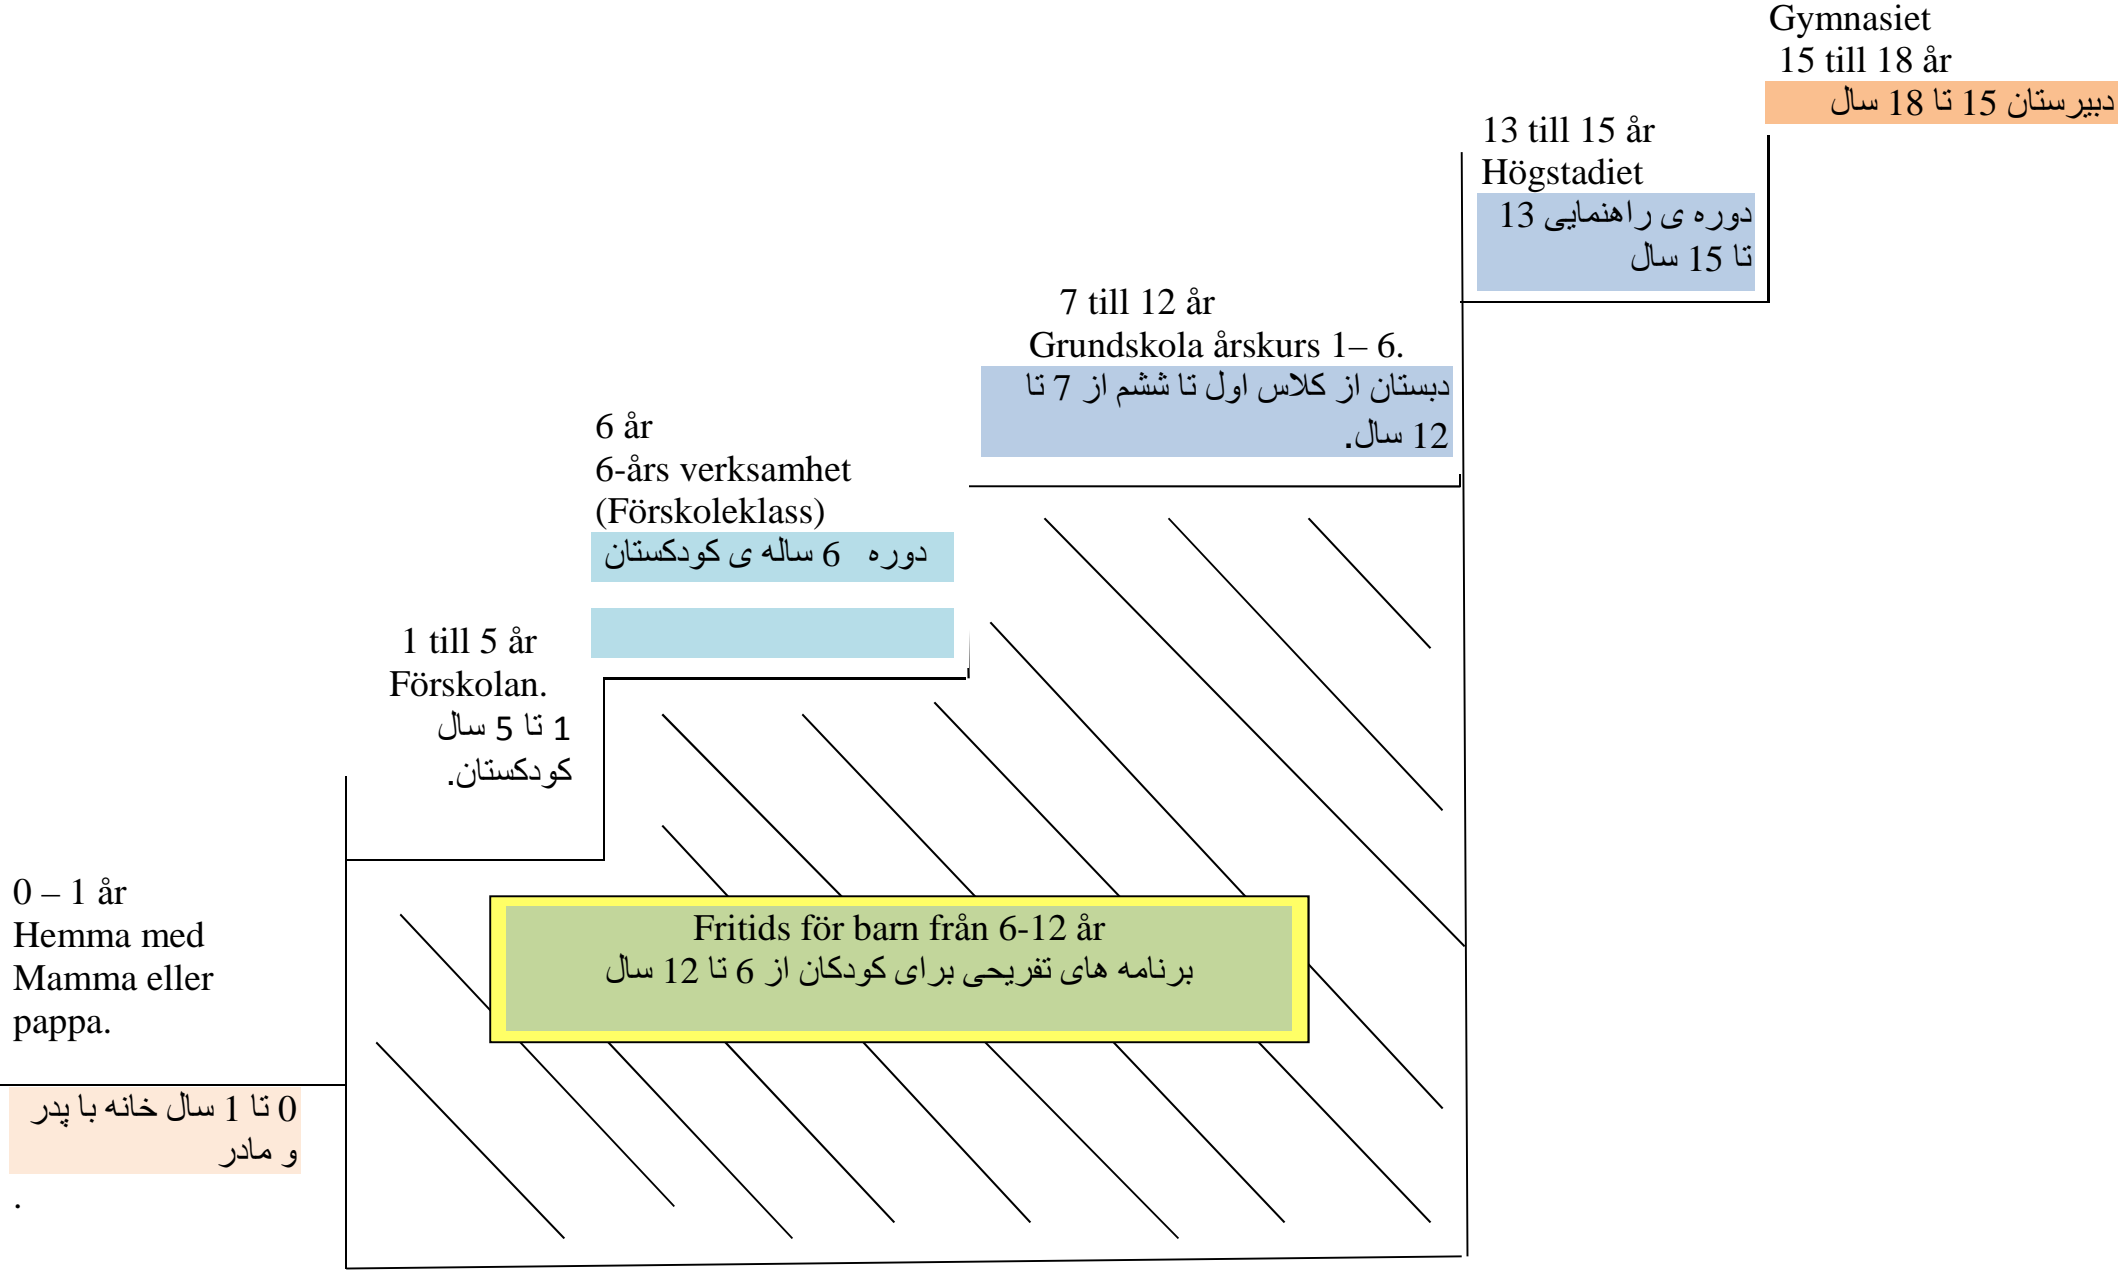 Gymnasiet
15 till 18 år
دبیرستان 15 تا 18 سال
13 till 15 år
Högstadiet
دوره ی راهنمایی 13
تا 15 سال
7 till 12 år
Grundskola årskurs 1– 6.
دبستان از کلاس اول تا ششم از 7 تا
12 سال.
6 år
6-års verksamhet
(Förskoleklass)
دوره   6 ساله ی کودکستان
1 till 5 år
Förskolan.
1 تا 5 سال
کودکستان.
0 – 1 år
Hemma med
Mamma eller
pappa.
0 تا 1 سال خانه با پدر
و مادر
.
Fritids för barn från 6-12 år
برنامه های تفریحی برای کودکان از 6 تا 12 سال